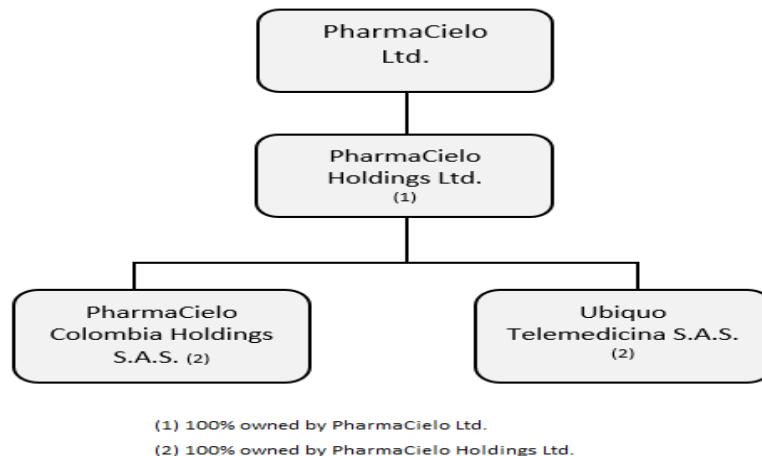 PharmaCielo
Ltd.
PharmaCielo
Holdings Ltd.
(1)
PharmaCielo
Colombia Holdings
S.A.S. (2)
Ubiquo
Telemedicina S.A.S.
(2)
(1) 100% owned by PharmaCielo Ltd.
(2) 100% owned by PharmaCielo Holdings Ltd.